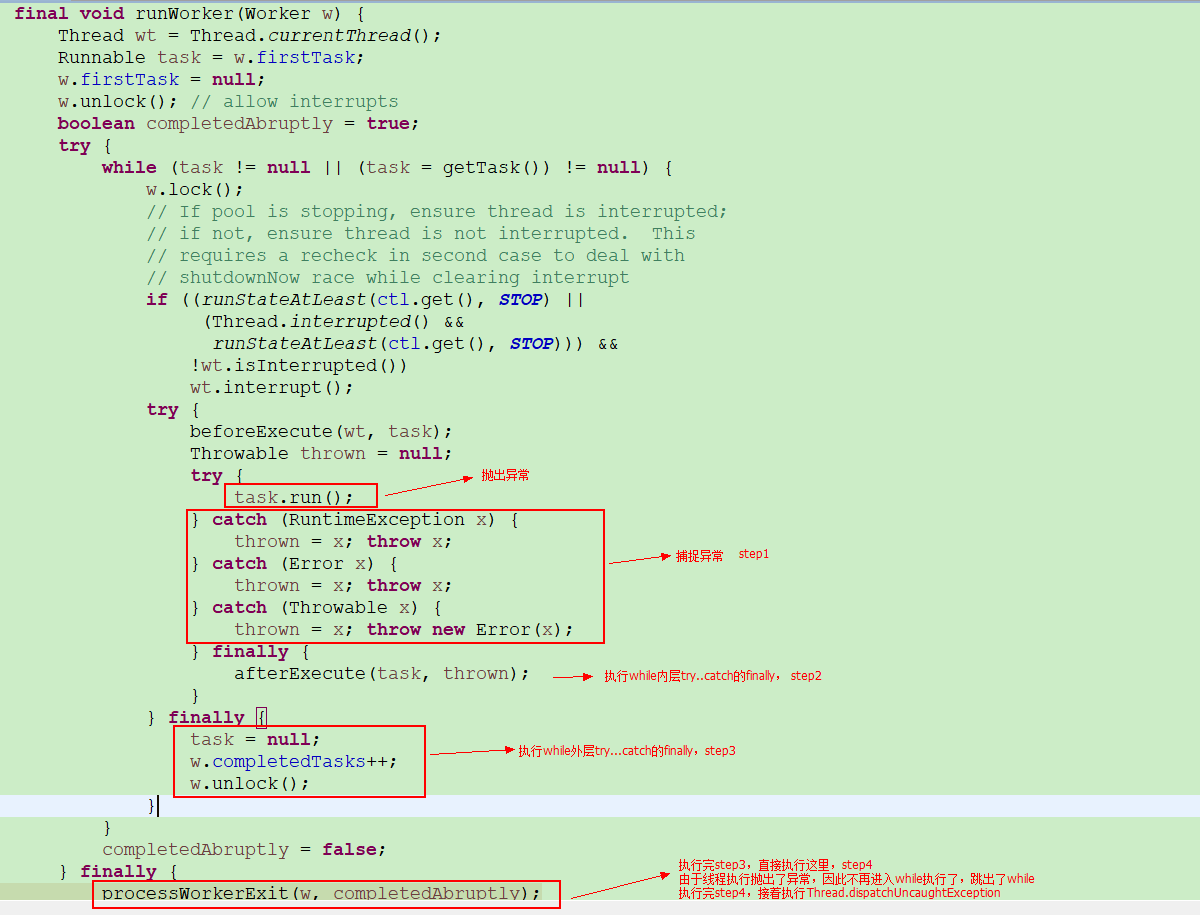 final void runWorker(Worker w) {
Thread wt = Thread.currentThread();
Runnable task = w.firstTask;
w.firstTask = null;
w.unlock(); // allow interrupts
boolean completedAbruptly = true;
try {
while (task != null || (task = getTask()) != null) {
w.lock();
// If pool is stopping, ensure thread is interrupted;
// if not, ensure thread is not interrupted.  This
// requires a recheck in second case to deal with
// shutdownNow race while clearing interrupt
if ((runStateAtLeast(ctl.get(), STOP) ||
(Thread.interrupted() &&
runStateAtLeast(ctl.get(), STOP))) &&
!wt.isInterrupted())
wt.interrupt();
try {
beforeExecute(wt, task);
Throwable thrown = null;
try {
抛出异常
task.run();
} catch (RuntimeException x) {
thrown = x; throw x;
捕捉异常 step1
} catch (Error x) {
thrown = x; throw x;
} catch (Throwable x) {
thrown = x; throw new Error(x);
} finally {
afterExecute(task, thrown);
执行while内层try..catch的finally， step2
}
} finally {
task = null;
执行while外层try...catch的finally，step3
w.completedTasks++;
w.unlock();
}
}
completedAbruptly = false;
执行完step3，直接执行这里，step4
} finally {
由于线程执行抛出了异常，因此不再进入while执行了，跳出了while
processWorkerExit(w, completedAbruptly);
执行完step4，接着执行Thread.dispatchUncaughtException